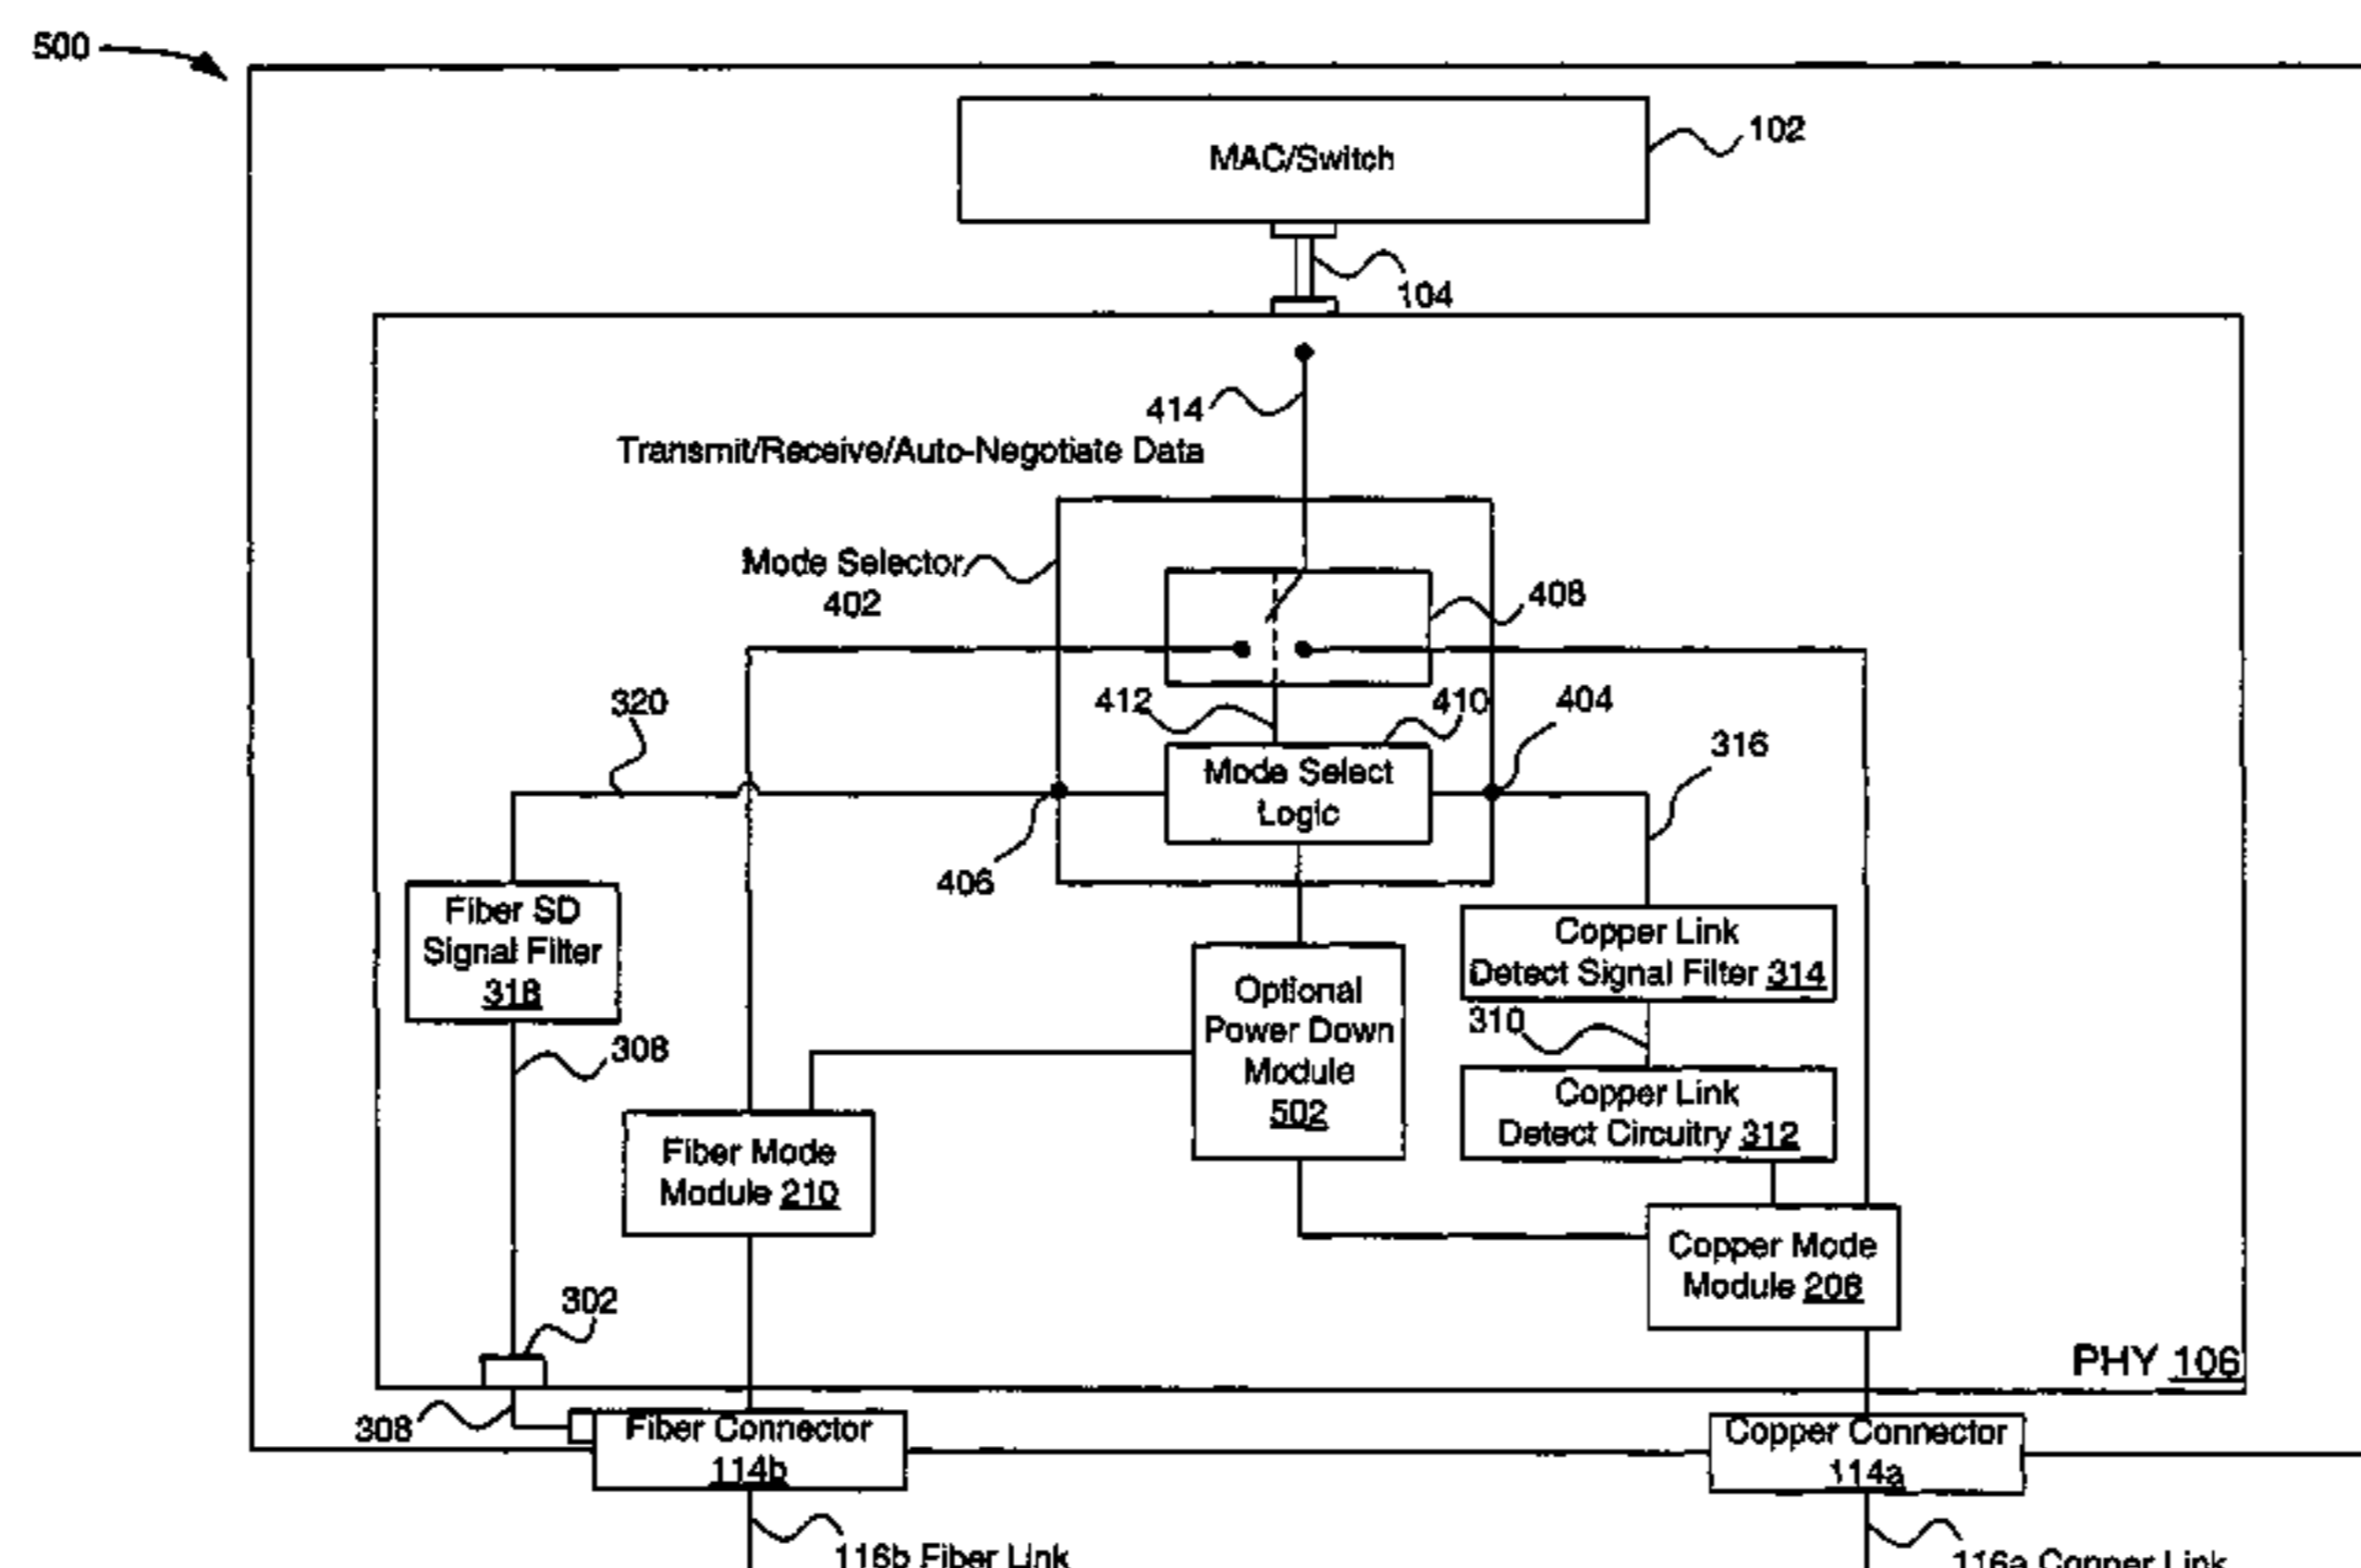 500
MAC/Switch
102
104
414
Transmit/Receive/Auto-Negotiate Data
Mode Selector
402
408
412
410
404
320
316
Mode Select
Logic
406
Fiber SD
Signal Filter
318
Copper Link
Detect Signal Filter 314
Optional
Power Down
Module
502
310
308
Copper Link
Detect Circuitry 312
Fiber Mode
Module 210
Copper Mode
Module 208
302
PHY 106
308
Fiber Connector
114b
Copper Connector
114a
116b Fiber Link
116a Copper Link